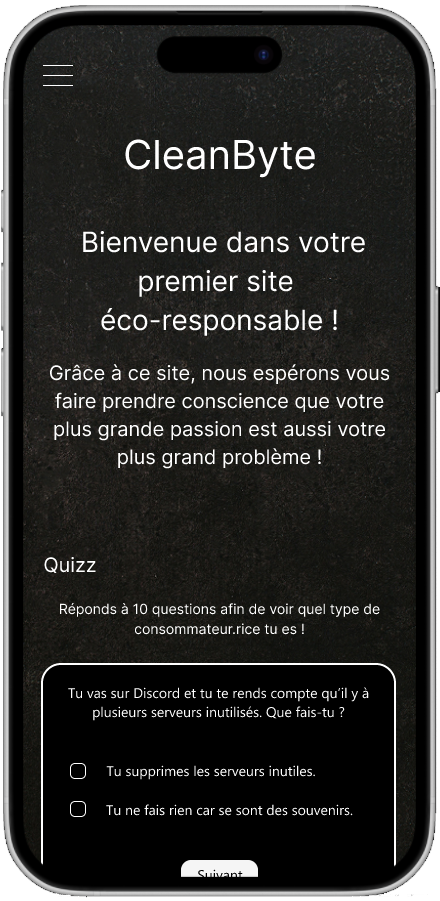 CleanByte
Bienvenue dans votre
premier site
éco-responsable !
Grâce à ce site, nous espérons vous
faire prendre conscience que votre
plus grande passion est aussi votre
plus grand problème !
Quizz
Réponds à 10 questions afin de voir quel type de
consommateur.rice tu es !
Tu vas sur Discord et tu te rends compte qu'il y à
plusieurs serveurs inutilisés. Que fais-tu ?
Tu supprimes les serveurs inutiles.
Tu ne fais rien car se sont des souvenirs.
Suivant